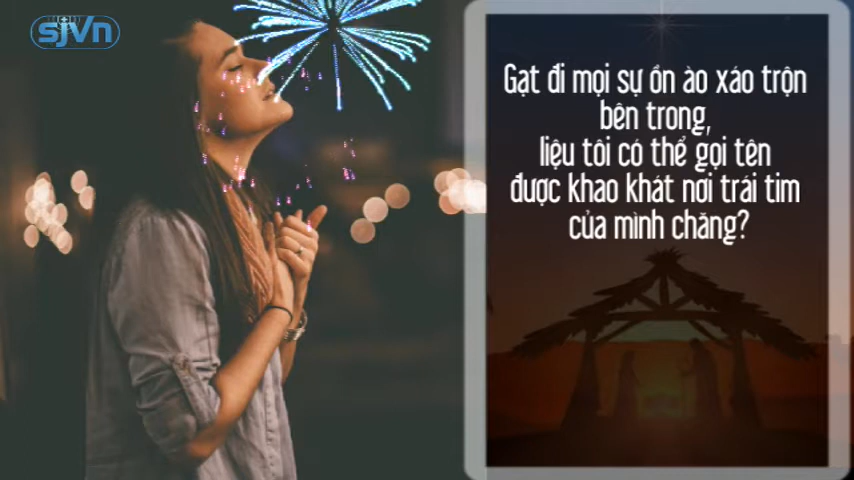 sjVn
Gạt đi mọi sự ồn ào xáo trộn
bên trong,
liệu tôi có thể gọi tên
được khao khát nơi trái tim
của mình chăng?